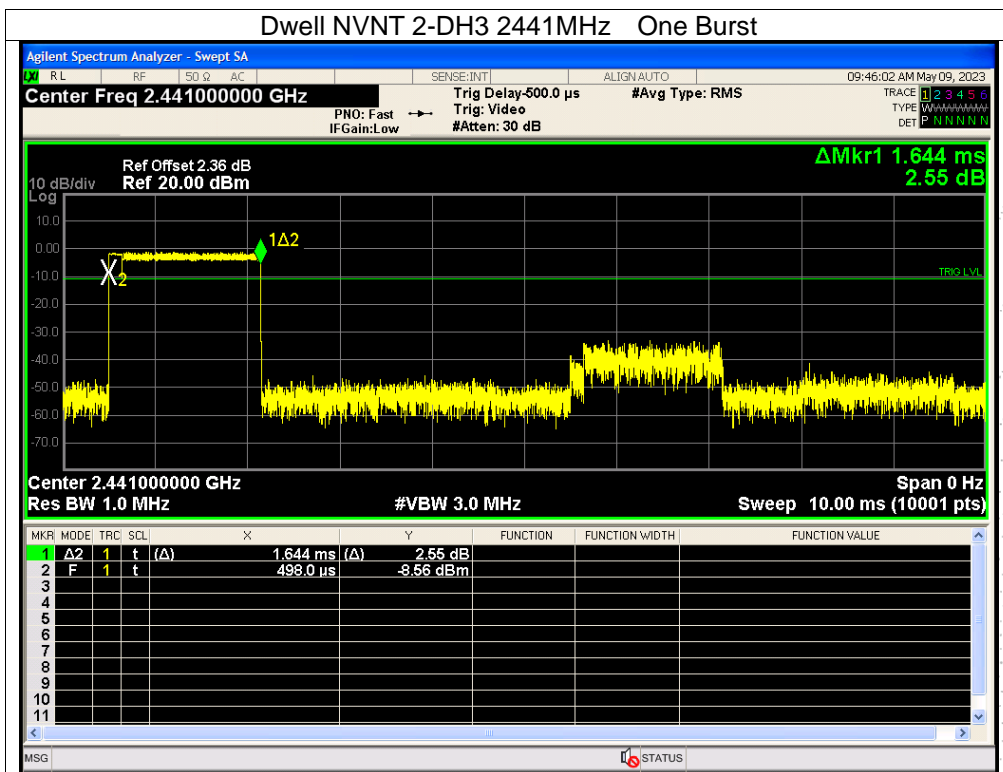 Dwell NVNT 2-DH3 2441MHz One Burst
Agilent Spectrum Analyzer - Swept SA
LXI RL RF 50 Ω AC SENSE:INT ALIGN AUTO 09:46:02 AM May 09, 2023
Center Freq 2.441000000 GHz Trig Delay-500.0 µs #Avg Type: RMS TRACE 1 2 3 4 5 6
PNO: Fast Trig: Video TYPE WWWWWW
IFGain:Low #Atten: 30 dB DET P N N N N N
ΔMkr1 1.644 ms
2.55 dB
Ref Offset 2.36 dB
10 dB/div Ref 20.00 dBm
Log
10.0
0.00
-10.0
-20.0
-30.0
-40.0
-50.0
-60.0
-70.0
1Δ2
2
TRIG LVL
Center 2.441000000 GHz Span 0 Hz
Res BW 1.0 MHz #VBW 3.0 MHz Sweep 10.00 ms (10001 pts)
MKR MODE TRC SCL X Y FUNCTION FUNCTION WIDTH FUNCTION VALUE
1 Δ2 1 t (Δ) 1.644 ms (Δ) 2.55 dB
2 F 1 t 498.0 µs -8.56 dBm
3
4
5
6
7
8
9
10
11
MSG STATUS